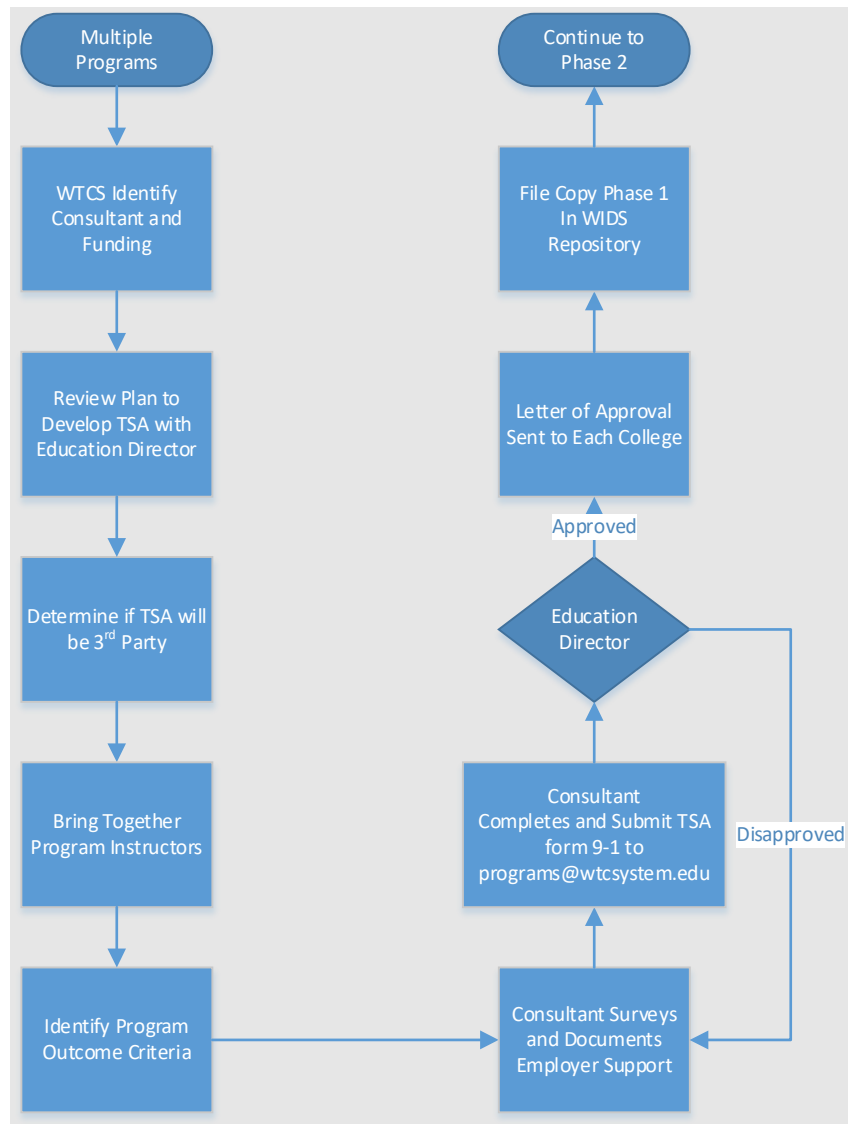 Multiple
Programs
WTCS Identify
Consultant and
Funding
Review Plan to
Develop TSA with
Education Director
Determine if TSA will
be 3rd Party
Bring Together
Program Instructors
Identify Program
Outcome Criteria
Consultant Surveys
and Documents
Employer Support
Consultant
Completes and Submit TSA
form 9-1 to
programs@wtcsystem.edu
Disapproved
Education
Director
Approved
Letter of Approval
Sent to Each College
File Copy Phase 1
In WIDS
Repository
Continue to
Phase 2